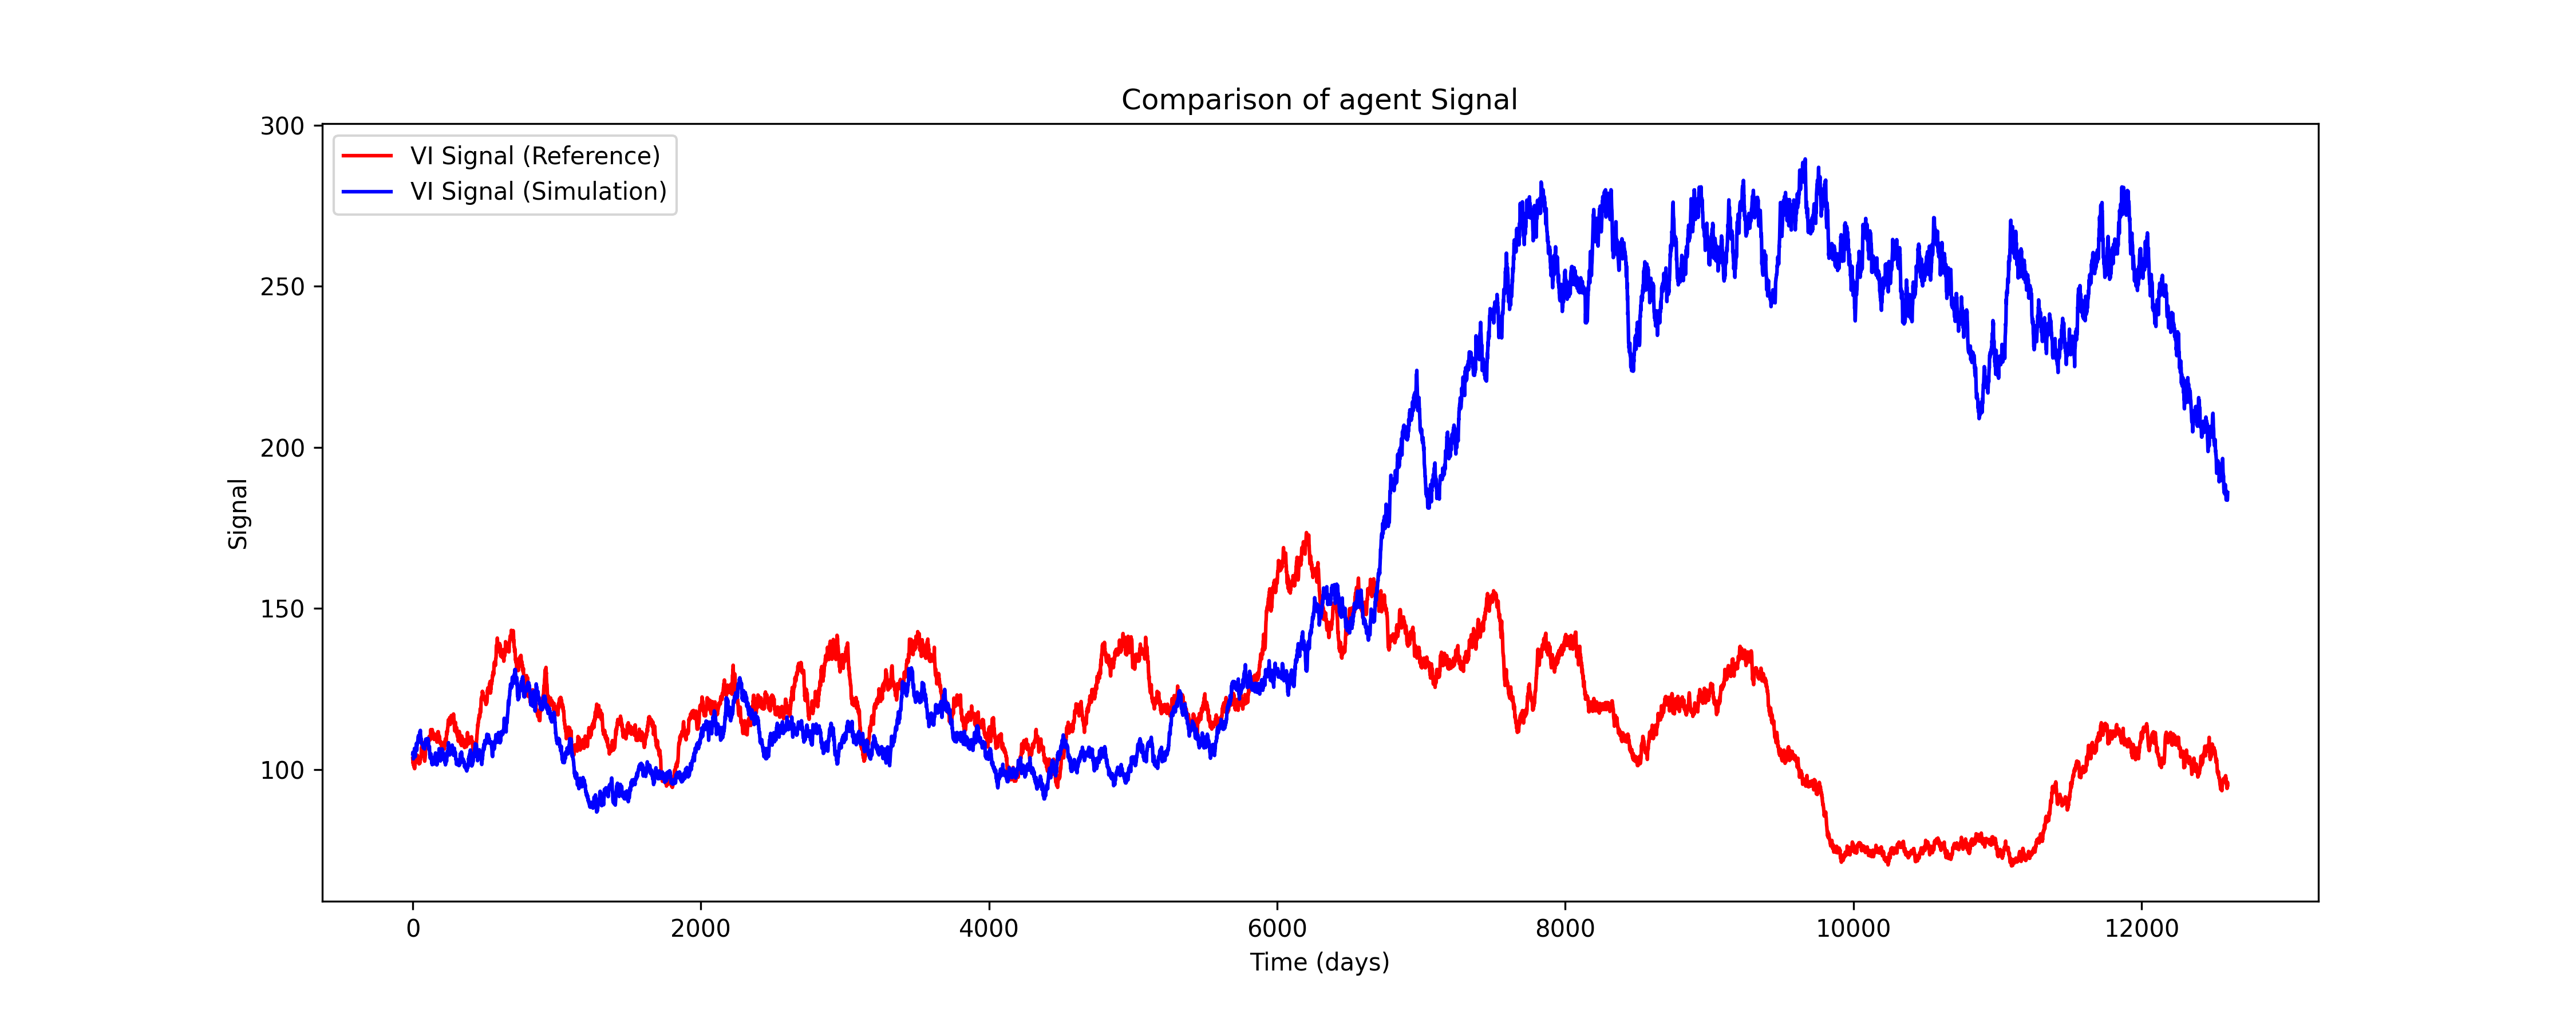 Comparison of agent Signal
VI Signal (Reference)
VI Signal (Simulation)
300
250
200
150
100
Signal
0
2000
4000
6000
8000
10000
12000
Time (days)